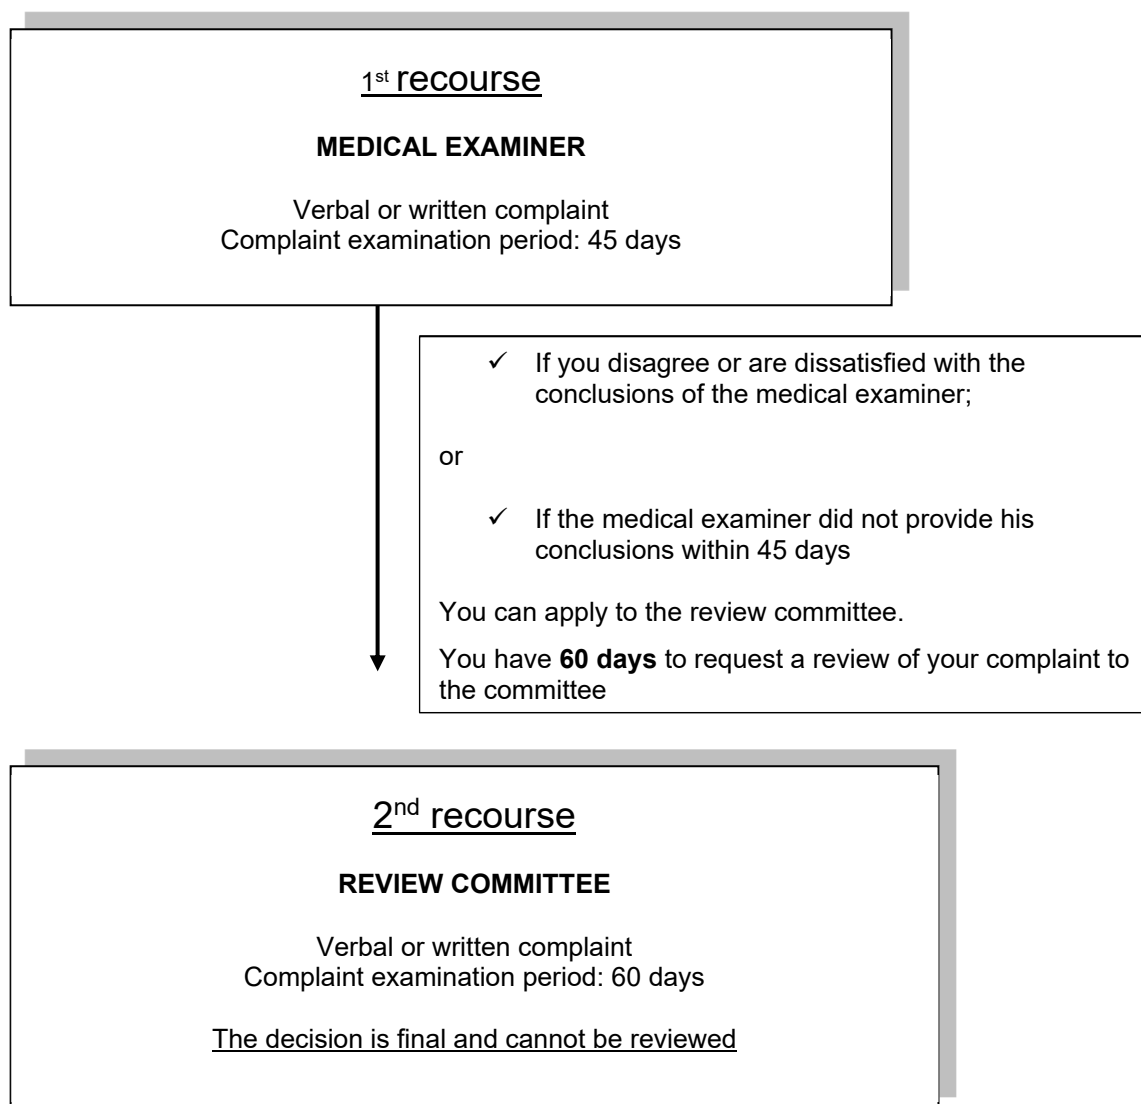 1st recourse
MEDICAL EXAMINER
Verbal or written complaint
Complaint examination period: 45 days
✓ If you disagree or are dissatisfied with the
conclusions of the medical examiner;
or
✓ If the medical examiner did not provide his
conclusions within 45 days
You can apply to the review committee.
You have 60 days to request a review of your complaint to
the committee
2nd recourse
REVIEW COMMITTEE
Verbal or written complaint
Complaint examination period: 60 days
The decision is final and cannot be reviewed